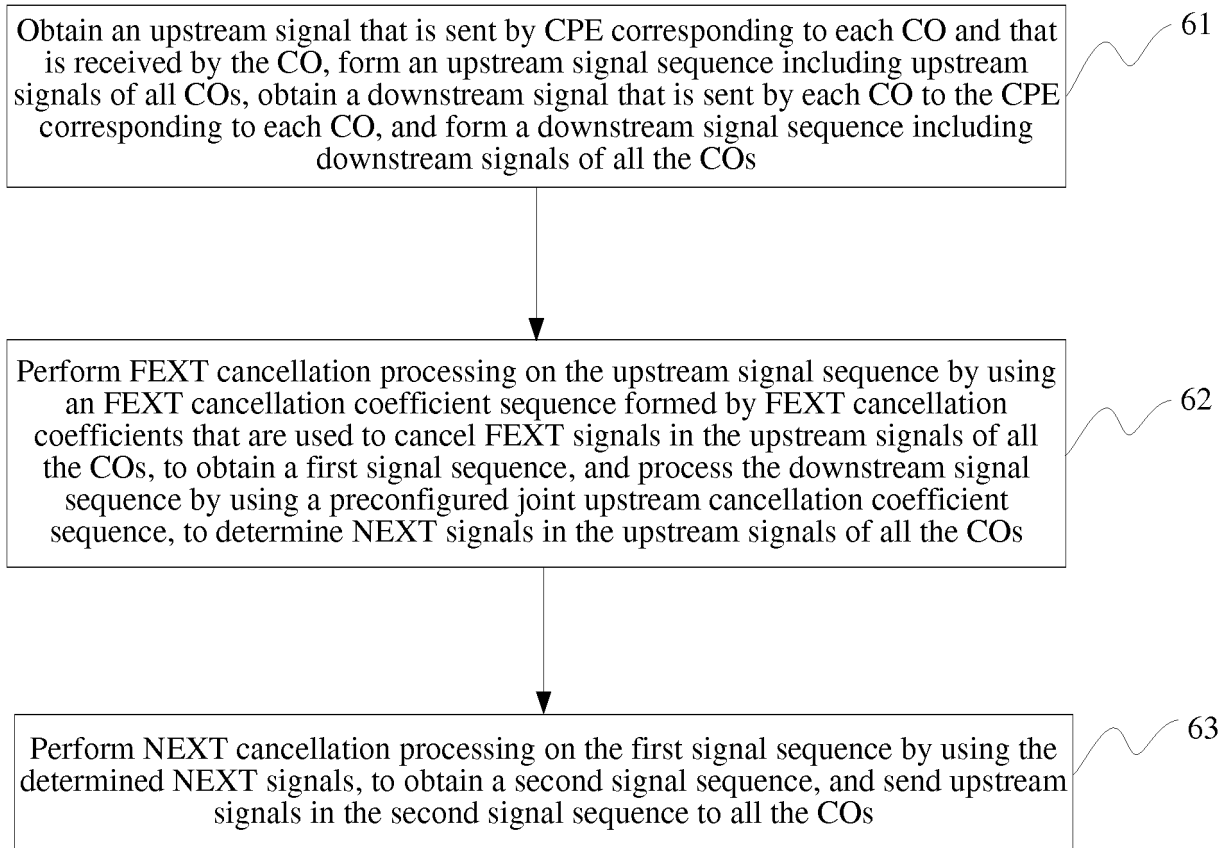 Obtain an upstream signal that is sent by CPE corresponding to each CO and that
is received by the CO, form an upstream signal sequence including upstream
signals of all COs, obtain a downstream signal that is sent by each CO to the CPE
corresponding to each CO, and form a downstream signal sequence including
downstream signals of all the COs
61
Perform FEXT cancellation processing on the upstream signal sequence by using
an FEXT cancellation coefficient sequence formed by FEXT cancellation
coefficients that are used to cancel FEXT signals in the upstream signals of all
the COs, to obtain a first signal sequence, and process the downstream signal
sequence by using a preconfigured joint upstream cancellation coefficient
sequence, to determine NEXT signals in the upstream signals of all the COs
62
Perform NEXT cancellation processing on the first signal sequence by using the
determined NEXT signals, to obtain a second signal sequence, and send upstream
signals in the second signal sequence to all the COs
63